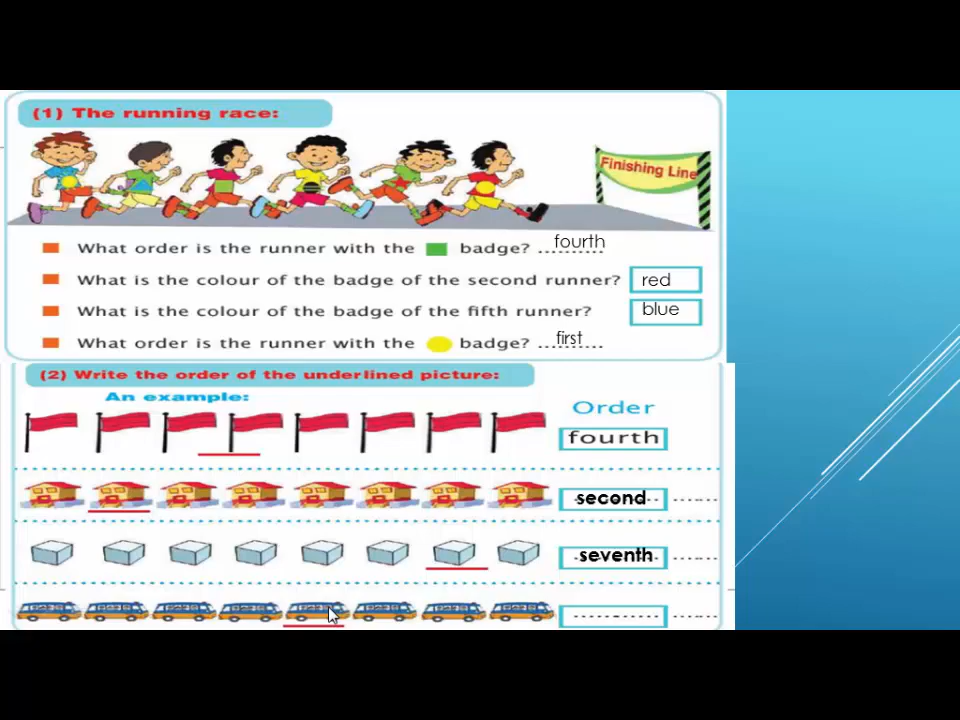 (1) The running race:
Finishing Line
What order is the runner with the badge? ..........fourth
What is the colour of the badge of the second runner? red
What is the colour of the badge of the fifth runner? blue
What order is the runner with the badge? ..........first
(2) Write the order of the underlined picture:
An example:
Order
fourth
second
seventh